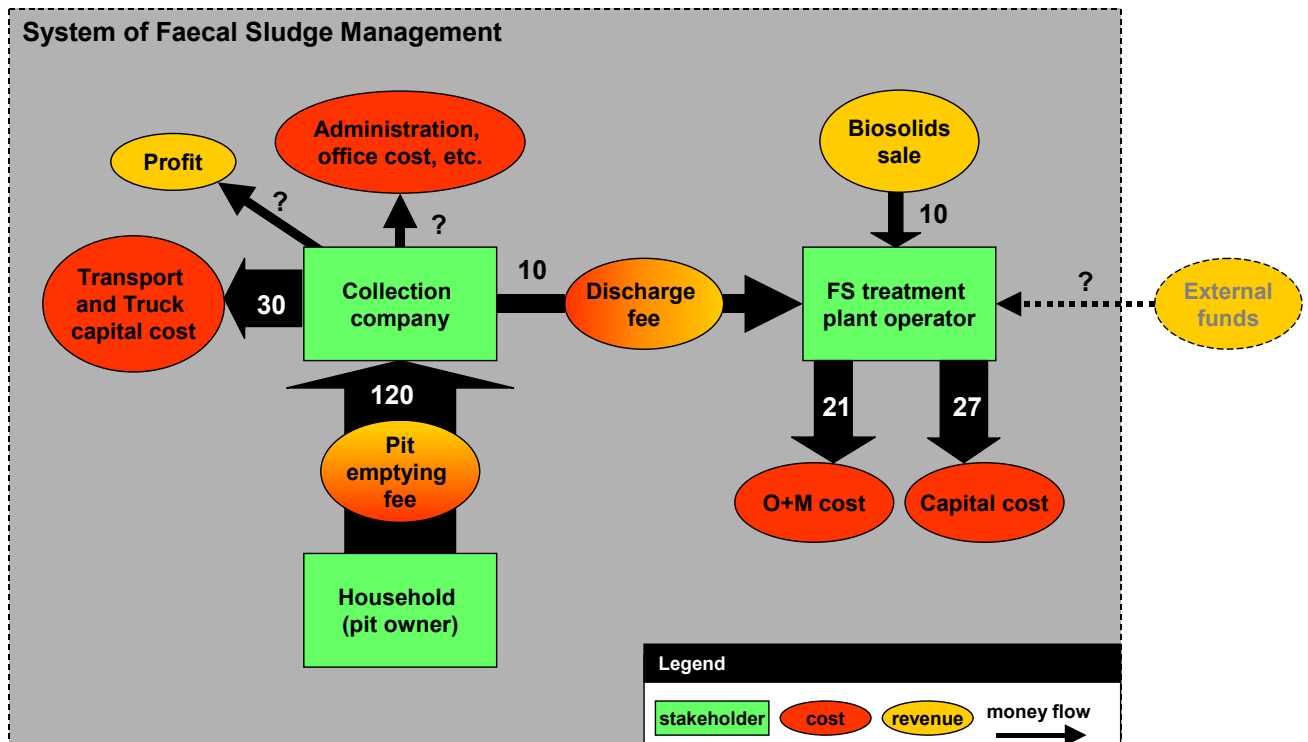 System of Faecal Sludge Management
Administration,
office cost, etc.
Profit
?
?
Transport
and Truck
capital cost
30
Collection
company
10
Discharge
fee
Biosolids
sale
10
FS treatment
plant operator
?
External
funds
120
Pit
emptying
fee
21
27
O+M cost
Capital cost
Household
(pit owner)
Legend
stakeholder
cost
revenue
money flow